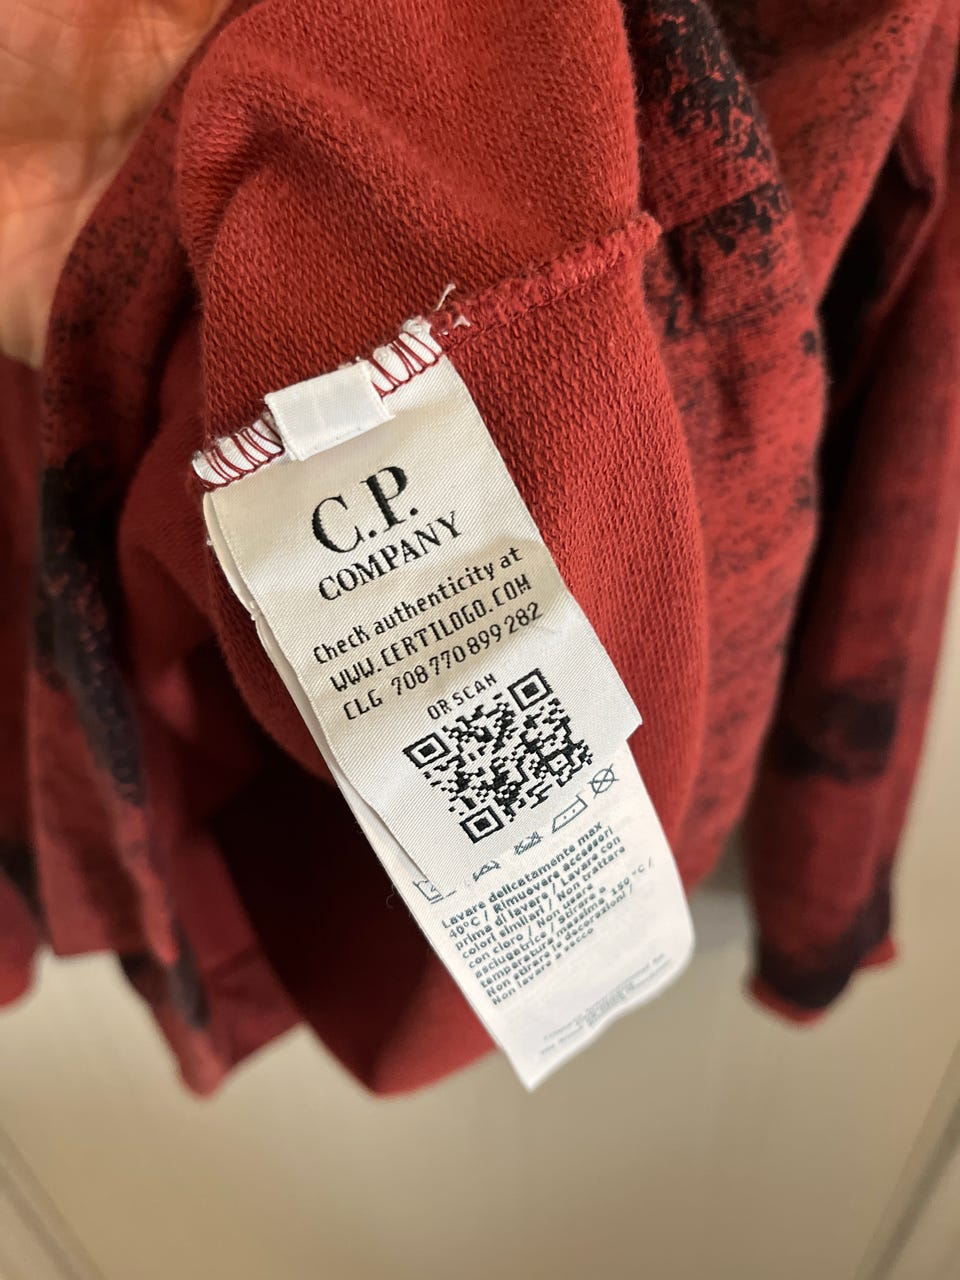 C.P.
COMPANY
Check authenticity at
WWW.CERTILOGO.COM
CLG 708 770 899 282
OR SCAN
Lavare delicatamente max
40°C / Rimuovere accessori
prima di lavare / Lavare con
colori similari / Non trattare
con cloro / Non usare
asciugatrice / Stirare a
temperatura massima 150 °C /
Non stirare le decorazioni /
Non lavare a secco